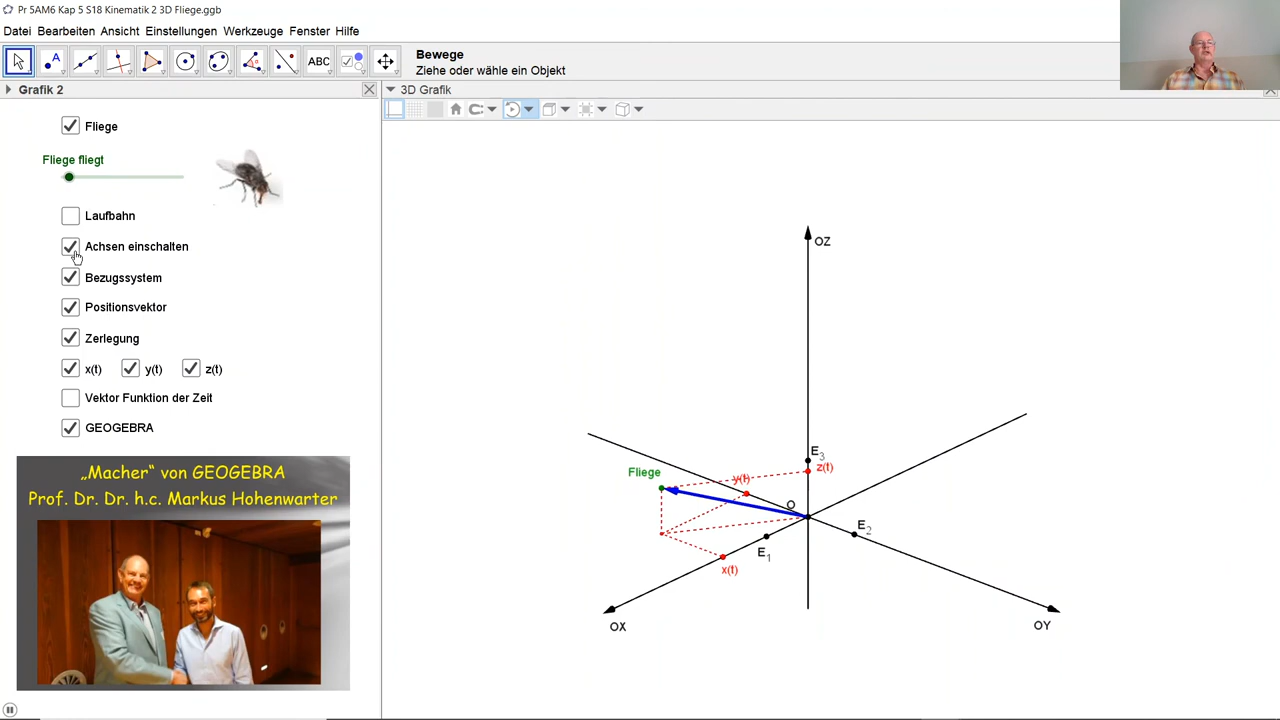 Pr 5AM6 Kap 5 S18 Kinematik 2 3D Fliege.ggb
Datei Bearbeiten Ansicht Einstellungen Werkzeuge Fenster Hilfe
A
ABC
Bewege
Ziehe oder wähle ein Objekt
Grafik 2
3D Grafik
Fliege
Fliege fliegt
Laufbahn
Achsen einschalten
Bezugssystem
Positionsvektor
Zerlegung
x(t) y(t) z(t)
Vektor Funktion der Zeit
GEOGEBRA
„Macher“ von GEOGEBRA
Prof. Dr. Dr. h.c. Markus Hohenwarter
OZ
E3
z(t)
Fliege
y(t)
O
E2
E1
x(t)
OX
OY